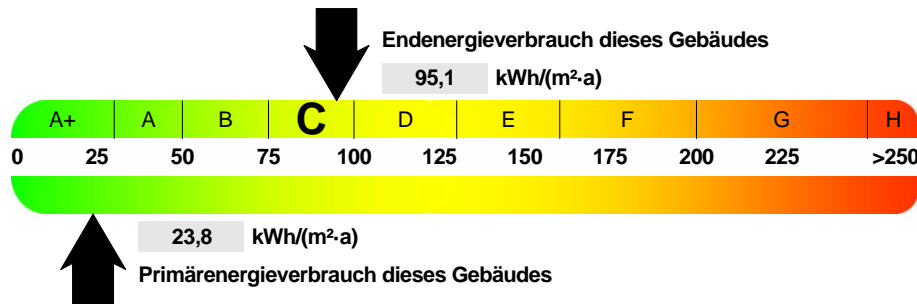 Endenergieverbrauch dieses Gebäudes
95,1 kWh/(m²·a)
A+ A B C D E F G H
0 25 50 75 100 125 150 175 200 225 >250
23,8 kWh/(m²·a)
Primärenergieverbrauch dieses Gebäudes